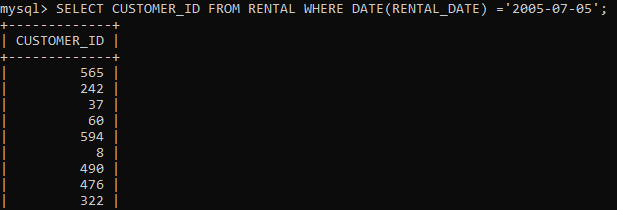 mysql> SELECT CUSTOMER_ID FROM RENTAL WHERE DATE(RENTAL_DATE) ='2005-07-05';
+-------------+
| CUSTOMER_ID |
+-------------+
|         565 |
|         242 |
|          37 |
|          60 |
|         594 |
|           8 |
|         490 |
|         476 |
|         322 |